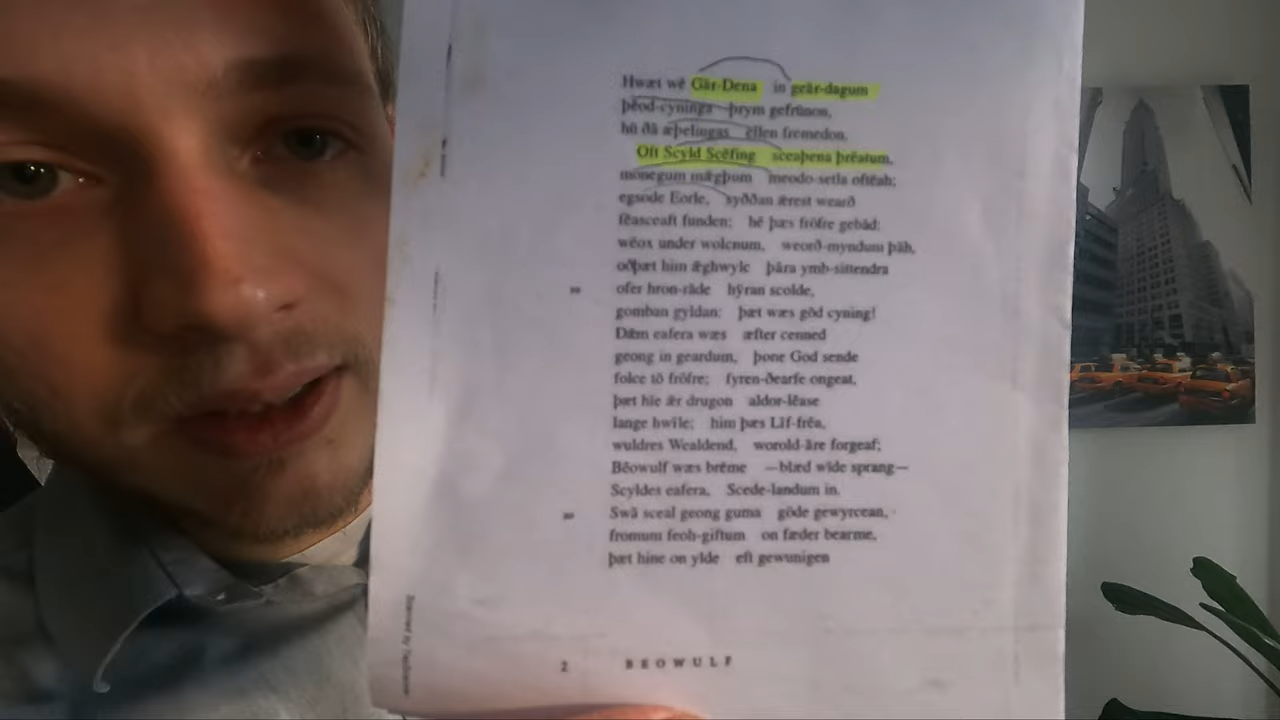 Hwæt wē Gār-Dena in geār-dagum
þēod-cyninga þrym gefrūnon,
hū ðā æþelingas ellen fremedon.
Oft Scyld Scēfing sceaþena þrēatum,
monegum mǣgþum meodo-setla oftēah;
egsode Eorle, syððan ǣrest wearð
fēasceaft funden; hē þæs frōfre gebād:
wēox under wolcnum, weorð-myndum þāh,
oðþæt him ǣghwylc þāra ymb-sittendra
10 ofer hron-rāde hȳran scolde,
gomban gyldan: þæt wæs gōd cyning!
Ðǣm eafera wæs æfter cenned
geong in geardum, þone God sende
folce tō frōfre; fyren-ðearfe ongeat,
þæt hīe ǣr drugon aldor-lēase
lange hwīle; him þæs Līf-frēa,
wuldres Wealdend, worold-āre forgeaf;
Bēowulf wæs brēme —blǣd wīde sprang—
Scyldes eafera, Scede-landum in.
20 Swā sceal geong guma gōde gewyrcean,
fromum feoh-giftum on fæder bearme,
þæt hine on ylde eft gewunigen
2 BEOWULF